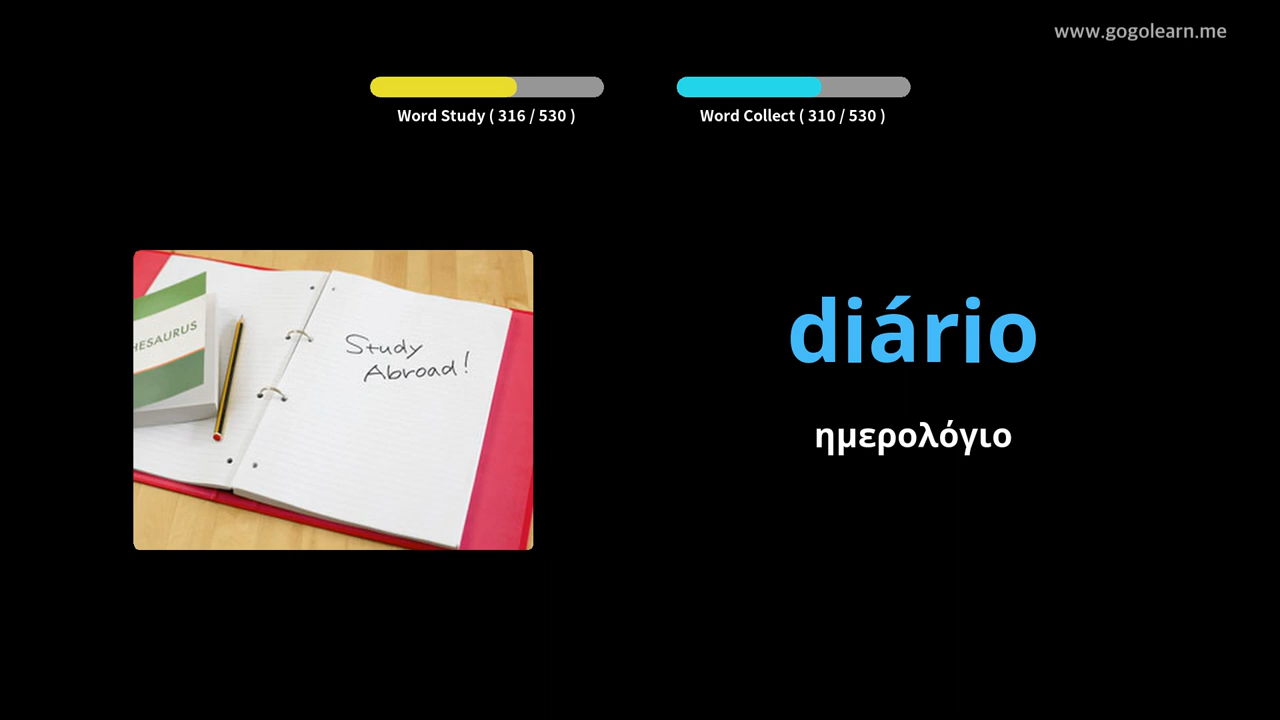 www.gogolearn.me
Word Study ( 316 / 530 )
Word Collect ( 310 / 530 )
HESAURUS
Study
Abroad!
diário
ημερολόγιο